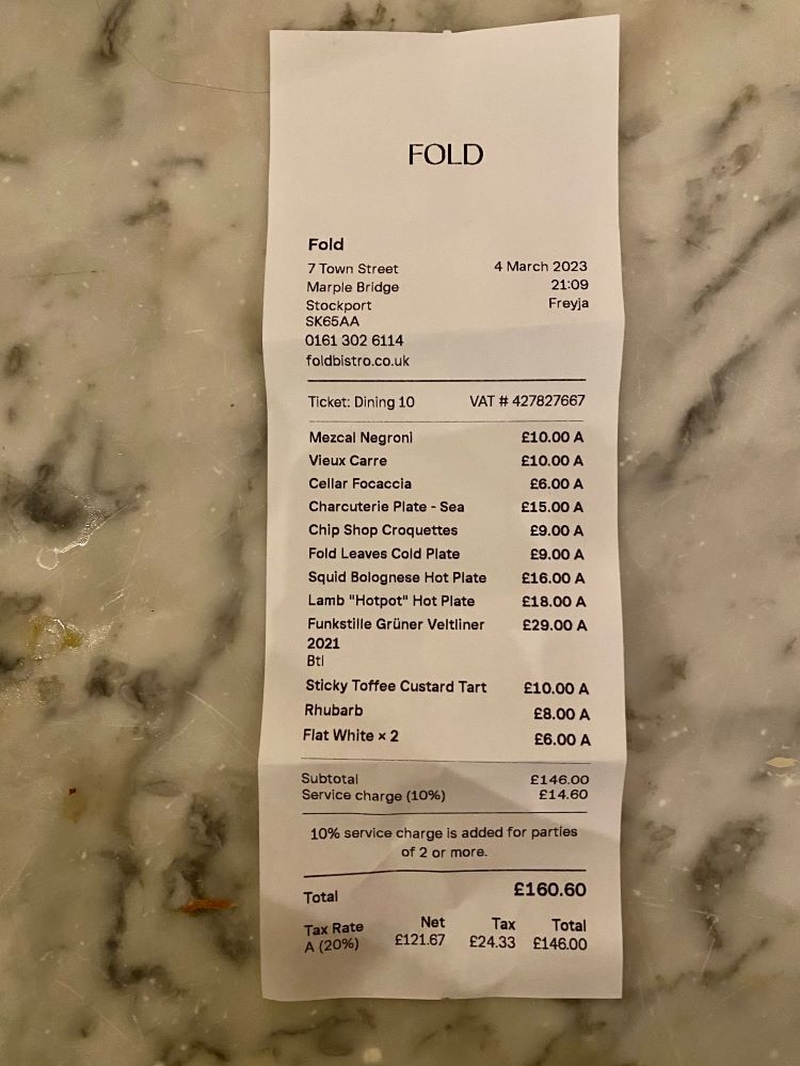 FOLD
Fold
7 Town Street 4 March 2023
Marple Bridge 21:09
Stockport Freyja
SK65AA
0161 302 6114
foldbistro.co.uk
Ticket: Dining 10 VAT # 427827667
Mezcal Negroni £10.00 A
Vieux Carre £10.00 A
Cellar Focaccia £6.00 A
Charcuterie Plate - Sea £15.00 A
Chip Shop Croquettes £9.00 A
Fold Leaves Cold Plate £9.00 A
Squid Bolognese Hot Plate £16.00 A
Lamb "Hotpot" Hot Plate £18.00 A
Funkstille Grüner Veltliner £29.00 A
2021
Btl
Sticky Toffee Custard Tart £10.00 A
Rhubarb £8.00 A
Flat White × 2 £6.00 A
Subtotal £146.00
Service charge (10%) £14.60
10% service charge is added for parties
of 2 or more.
Total £160.60
Tax Rate Net Tax Total
A (20%) £121.67 £24.33 £146.00